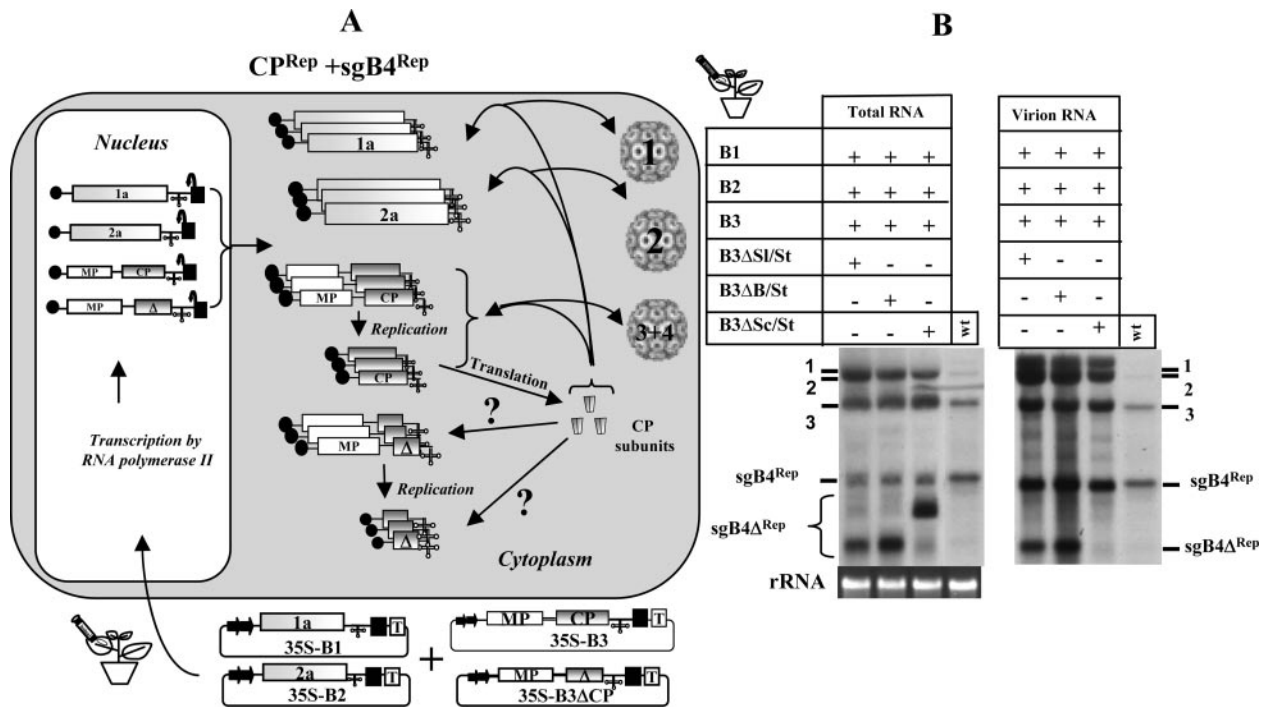 A
CP^Rep +sgB4^Rep
Nucleus
1a
2a
MP CP
MP Δ
Transcription by
RNA polymerase II
1a
2a
MP CP
Replication
CP
Translation
?
MP Δ
Replication
?
Δ
Cytoplasm
CP
subunits
1
2
3+4
1a
35S-B1
2a
35S-B2
+
MP CP
35S-B3
MP Δ
35S-B3ΔCP
T
T
T
T
B
Total RNA
Virion RNA
B1 + + + + + +
B2 + + + + + +
B3 + + + + + +
B3ΔSl/St + - - + - -
B3ΔB/St - + - - + -
B3ΔSc/St - - + wt - - + wt
1
2
3
sgB4^Rep
sgB4Δ^Rep
rRNA
1
2
3
sgB4^Rep
sgB4Δ^Rep